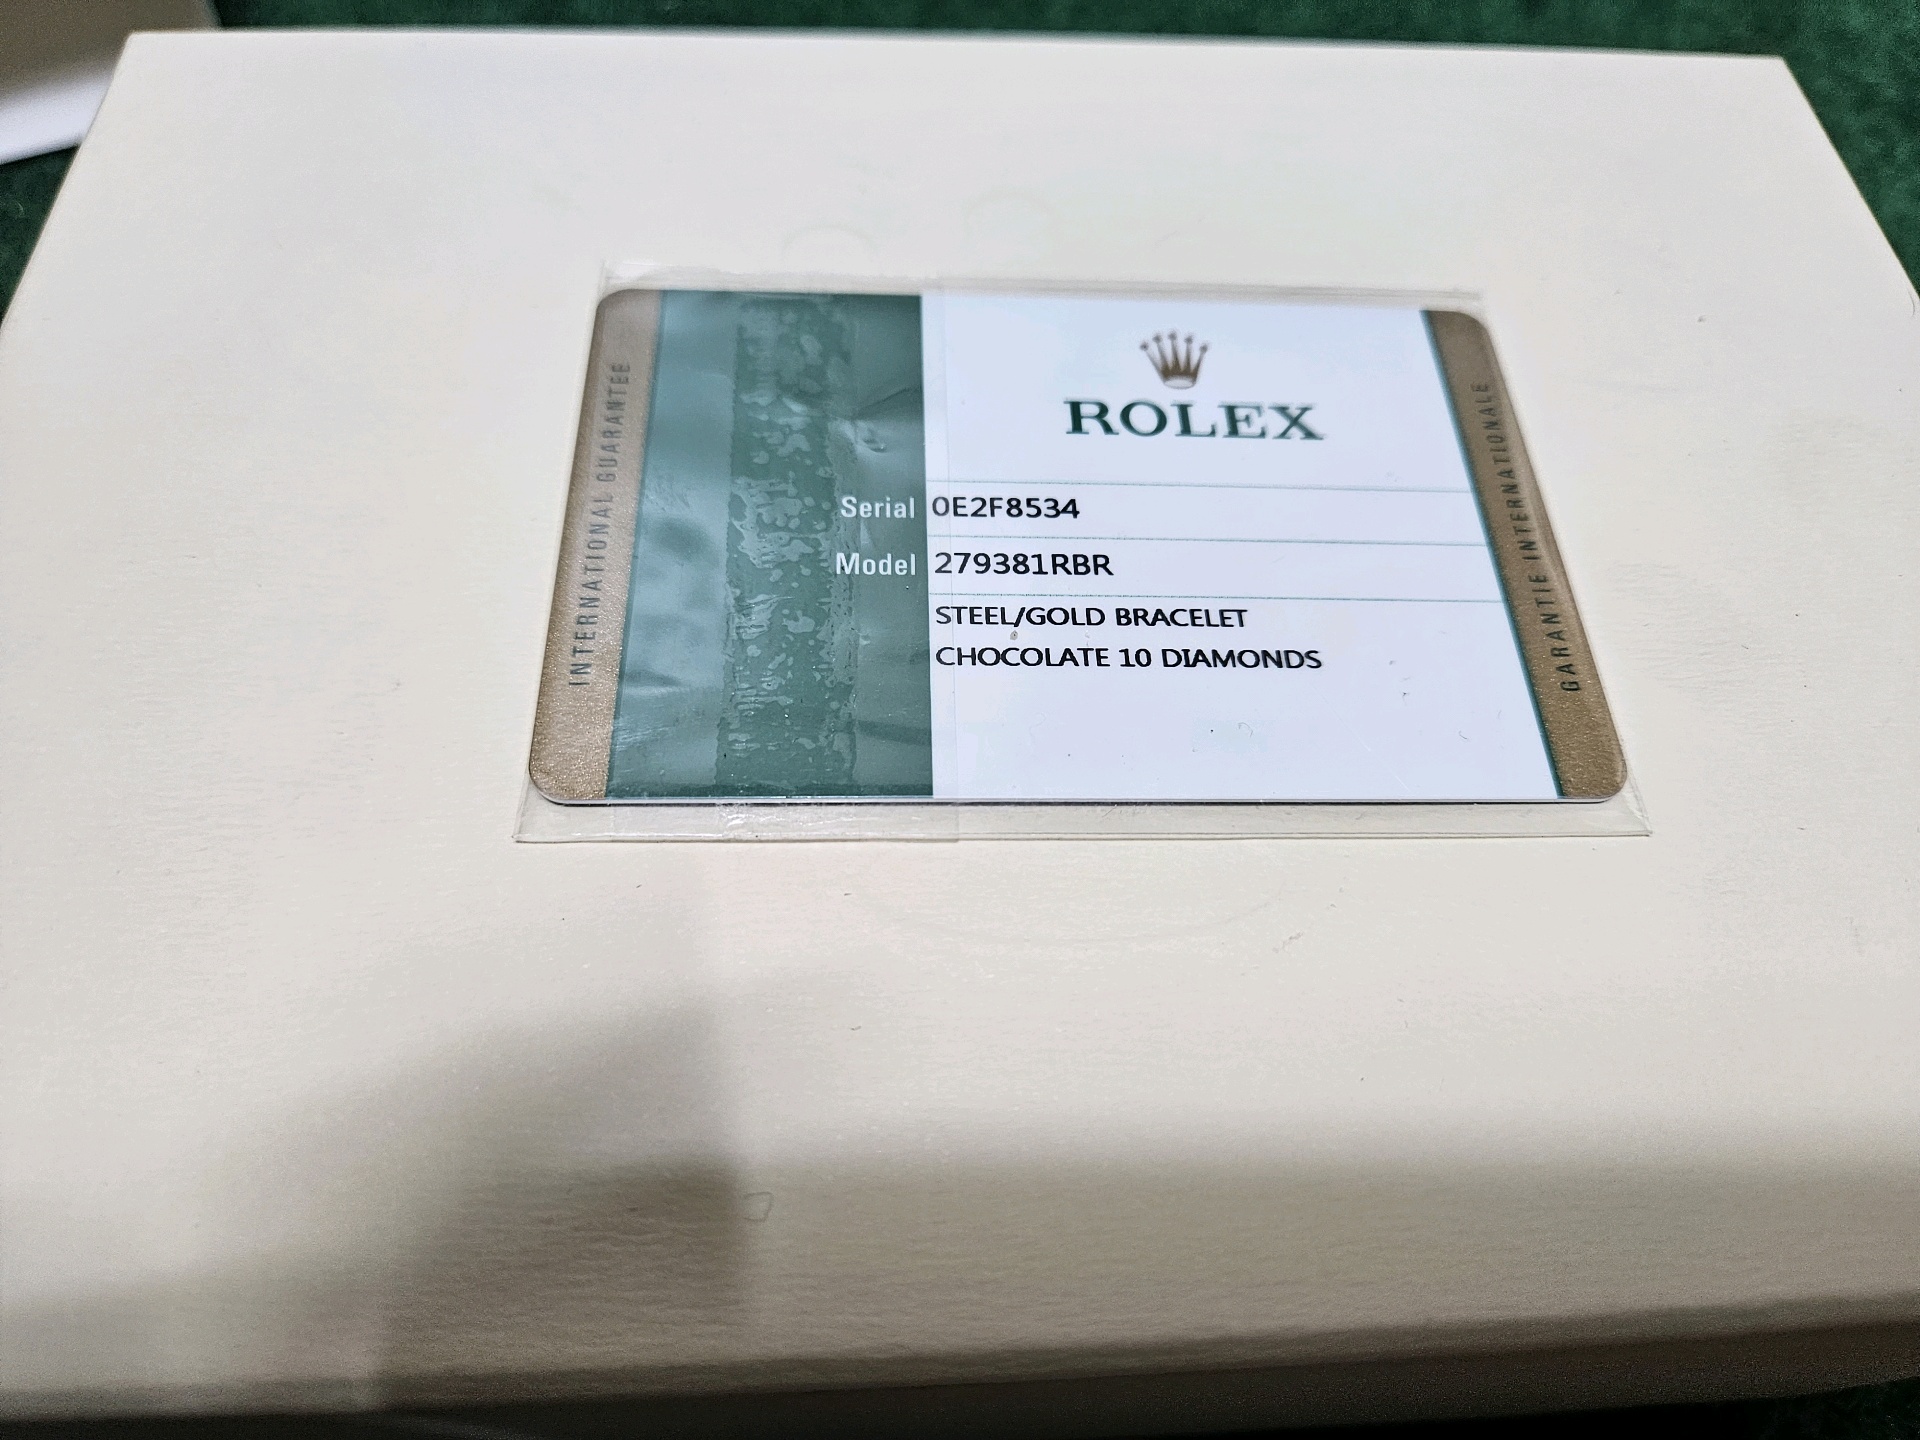 INTERNATIONAL GUARANTEE
ROLEX
Serial 0E2F8534
Model 279381RBR
STEEL/GOLD BRACELET
CHOCOLATE 10 DIAMONDS
GARANTIE INTERNATIONALE